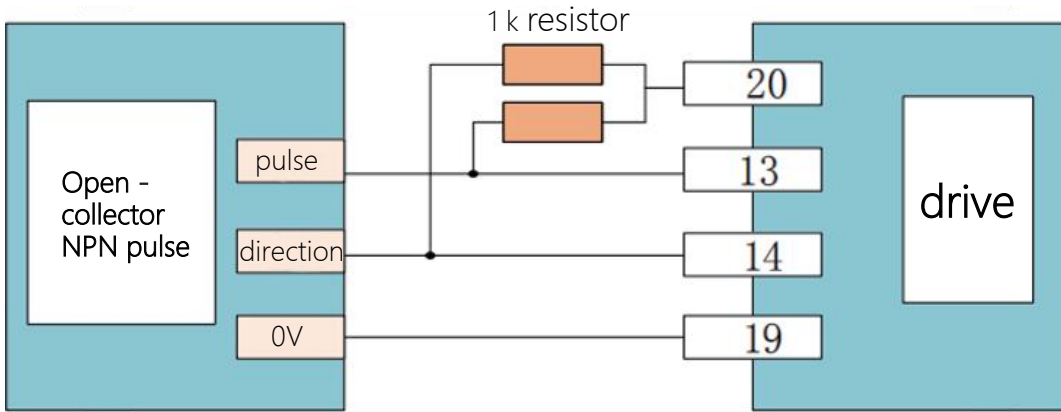 1 k resistor
20
pulse
13
Open -
collector
NPN pulse
drive
direction
14
0V
19